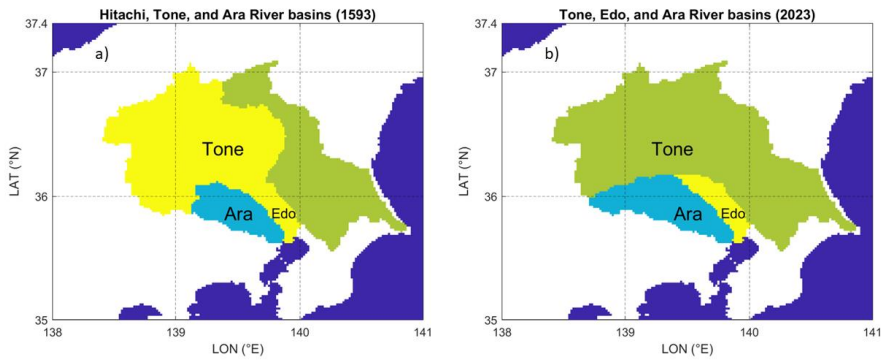 Hitachi, Tone, and Ara River basins (1593)
37.4
a)
37
LAT (°N)
Tone
36
Ara
Edo
35
138
139
140
141
LON (°E)
Tone, Edo, and Ara River basins (2023)
37.4
b)
37
LAT (°N)
Tone
36
Ara
Edo
35
138
139
140
141
LON (°E)